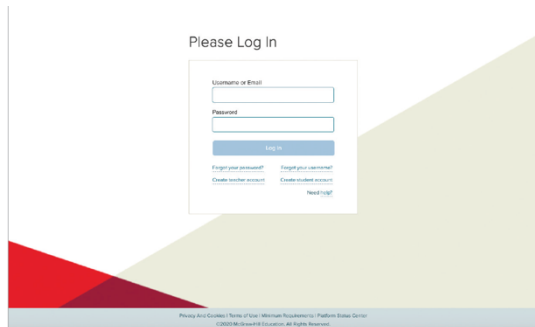 Please Log In
Username or Email
Password
Log In
Forgot your password? Forgot your username?
Create teacher account Create student account
Need help?
Privacy And Cookies | Terms of Use | Minimum Requirements | Platform Status Center
©2020 McGraw-Hill Education. All Rights Reserved.